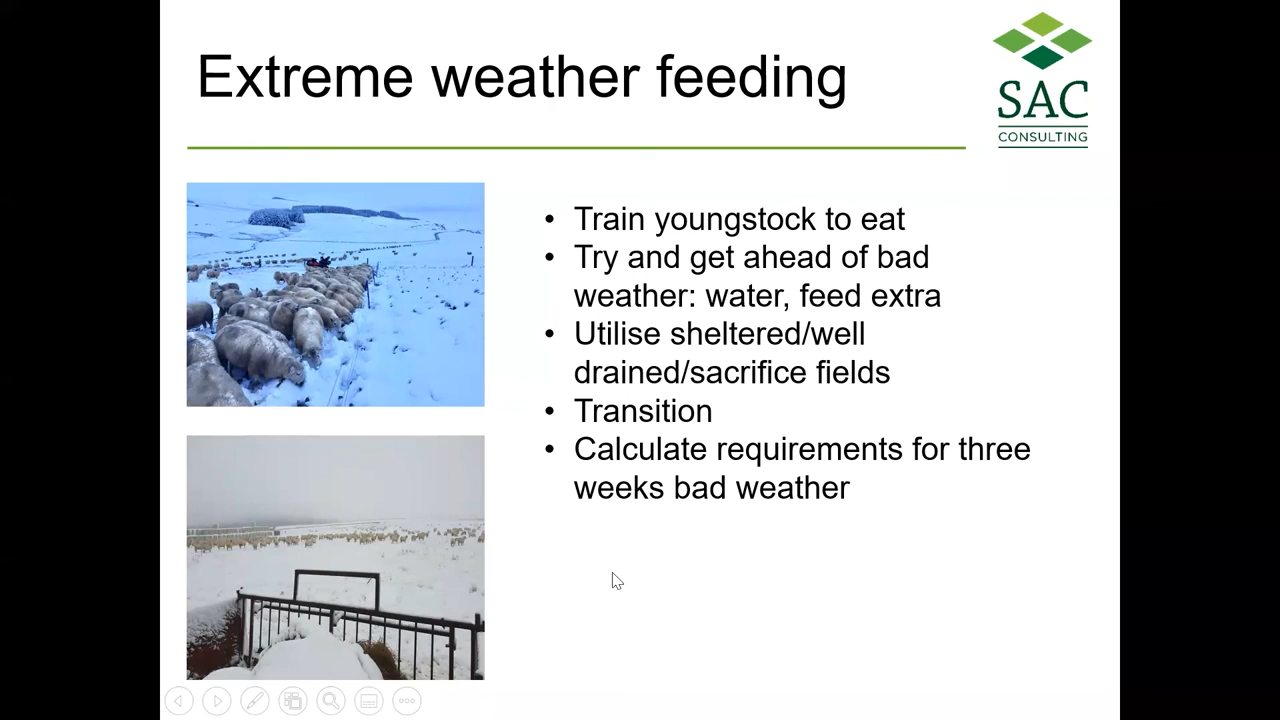 Extreme weather feeding
SAC
CONSULTING
• Train youngstock to eat
• Try and get ahead of bad
weather: water, feed extra
• Utilise sheltered/well
drained/sacrifice fields
• Transition
• Calculate requirements for three
weeks bad weather